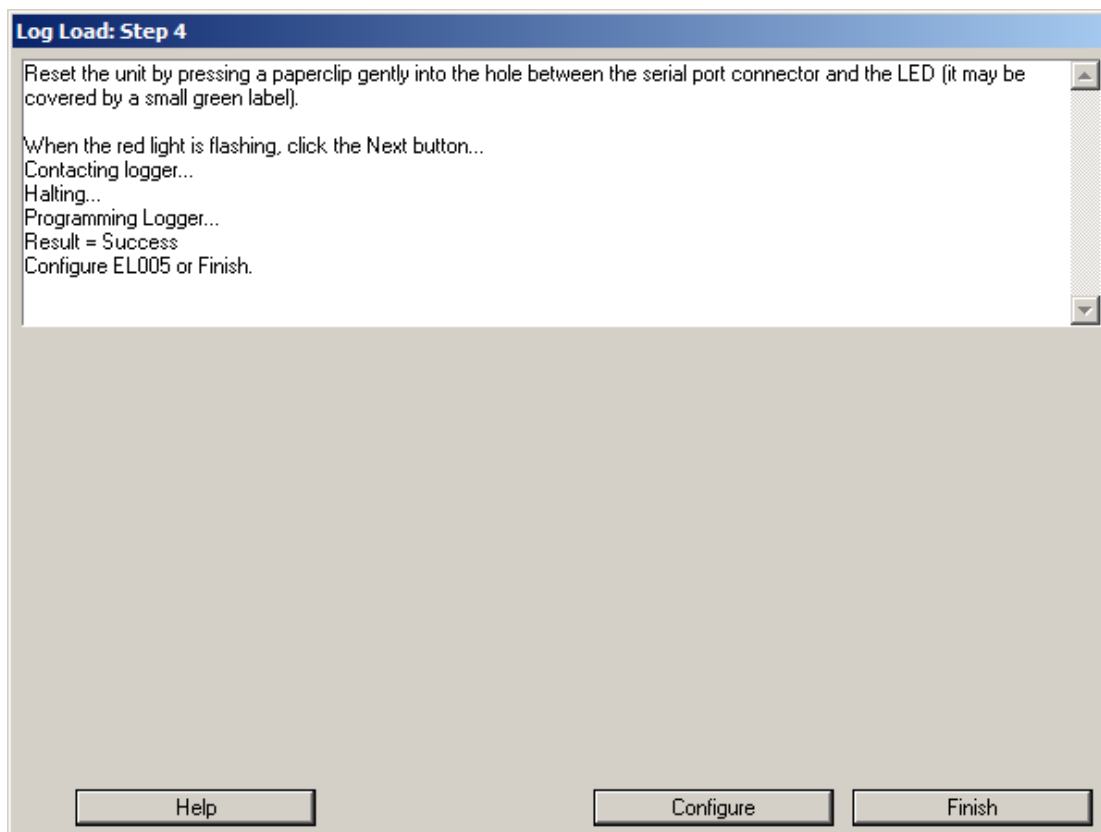 Log Load: Step 4
Reset the unit by pressing a paperclip gently into the hole between the serial port connector and the LED (it may be
covered by a small green label).
When the red light is flashing, click the Next button...
Contacting logger...
Halting...
Programming Logger...
Result = Success
Configure EL005 or Finish.
Help
Configure
Finish